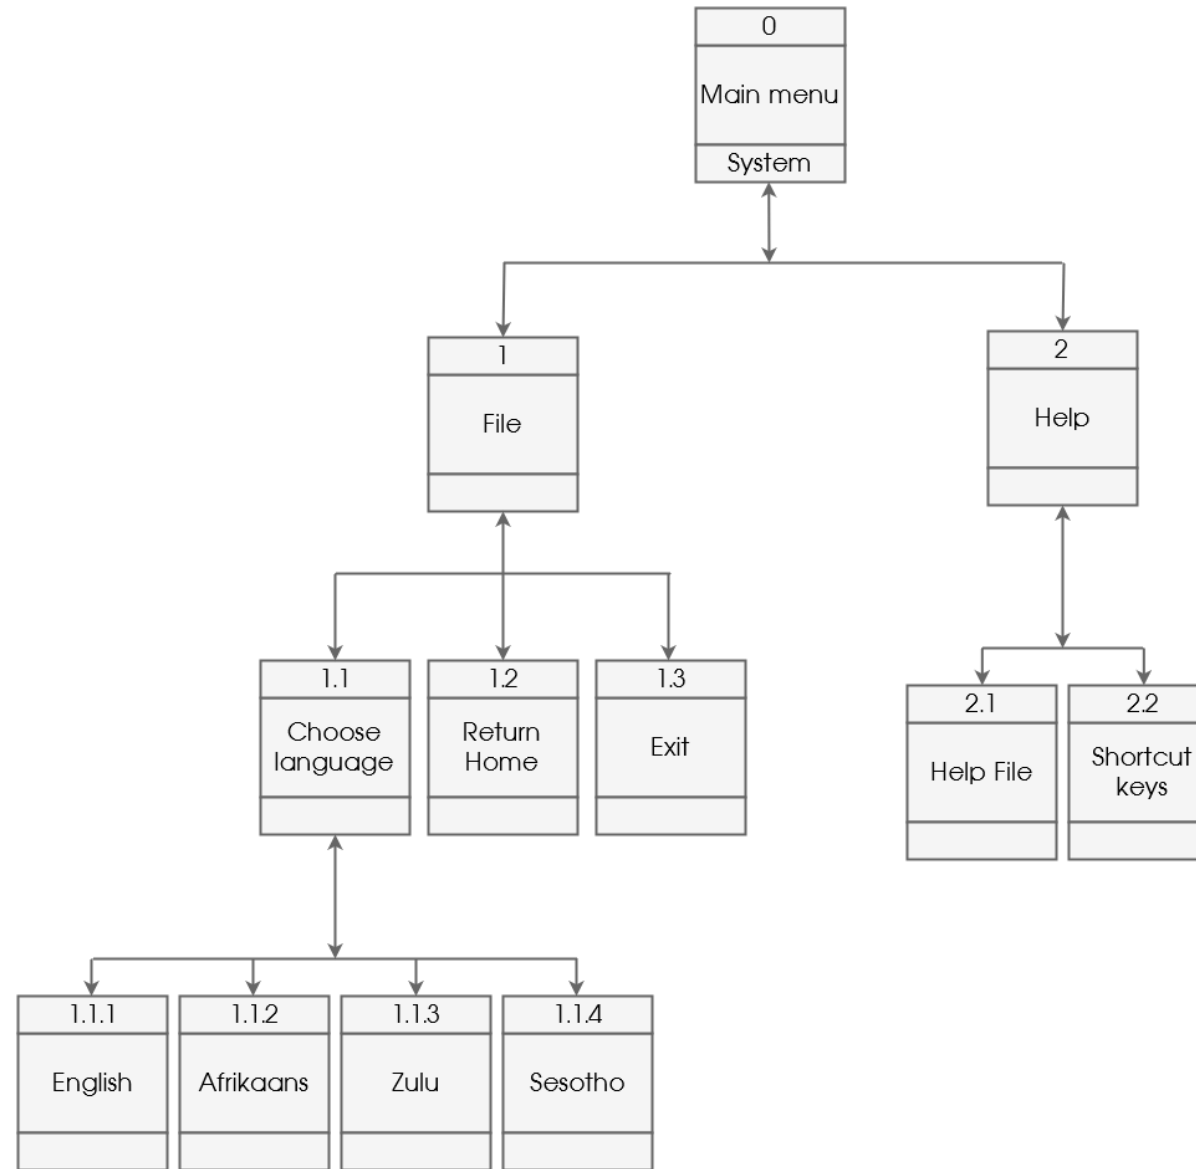 0
Main menu
System
1
File
2
Help
1.1
Choose
language
1.2
Return
Home
1.3
Exit
2.1
Help File
2.2
Shortcut
keys
1.1.1
English
1.1.2
Afrikaans
1.1.3
Zulu
1.1.4
Sesotho